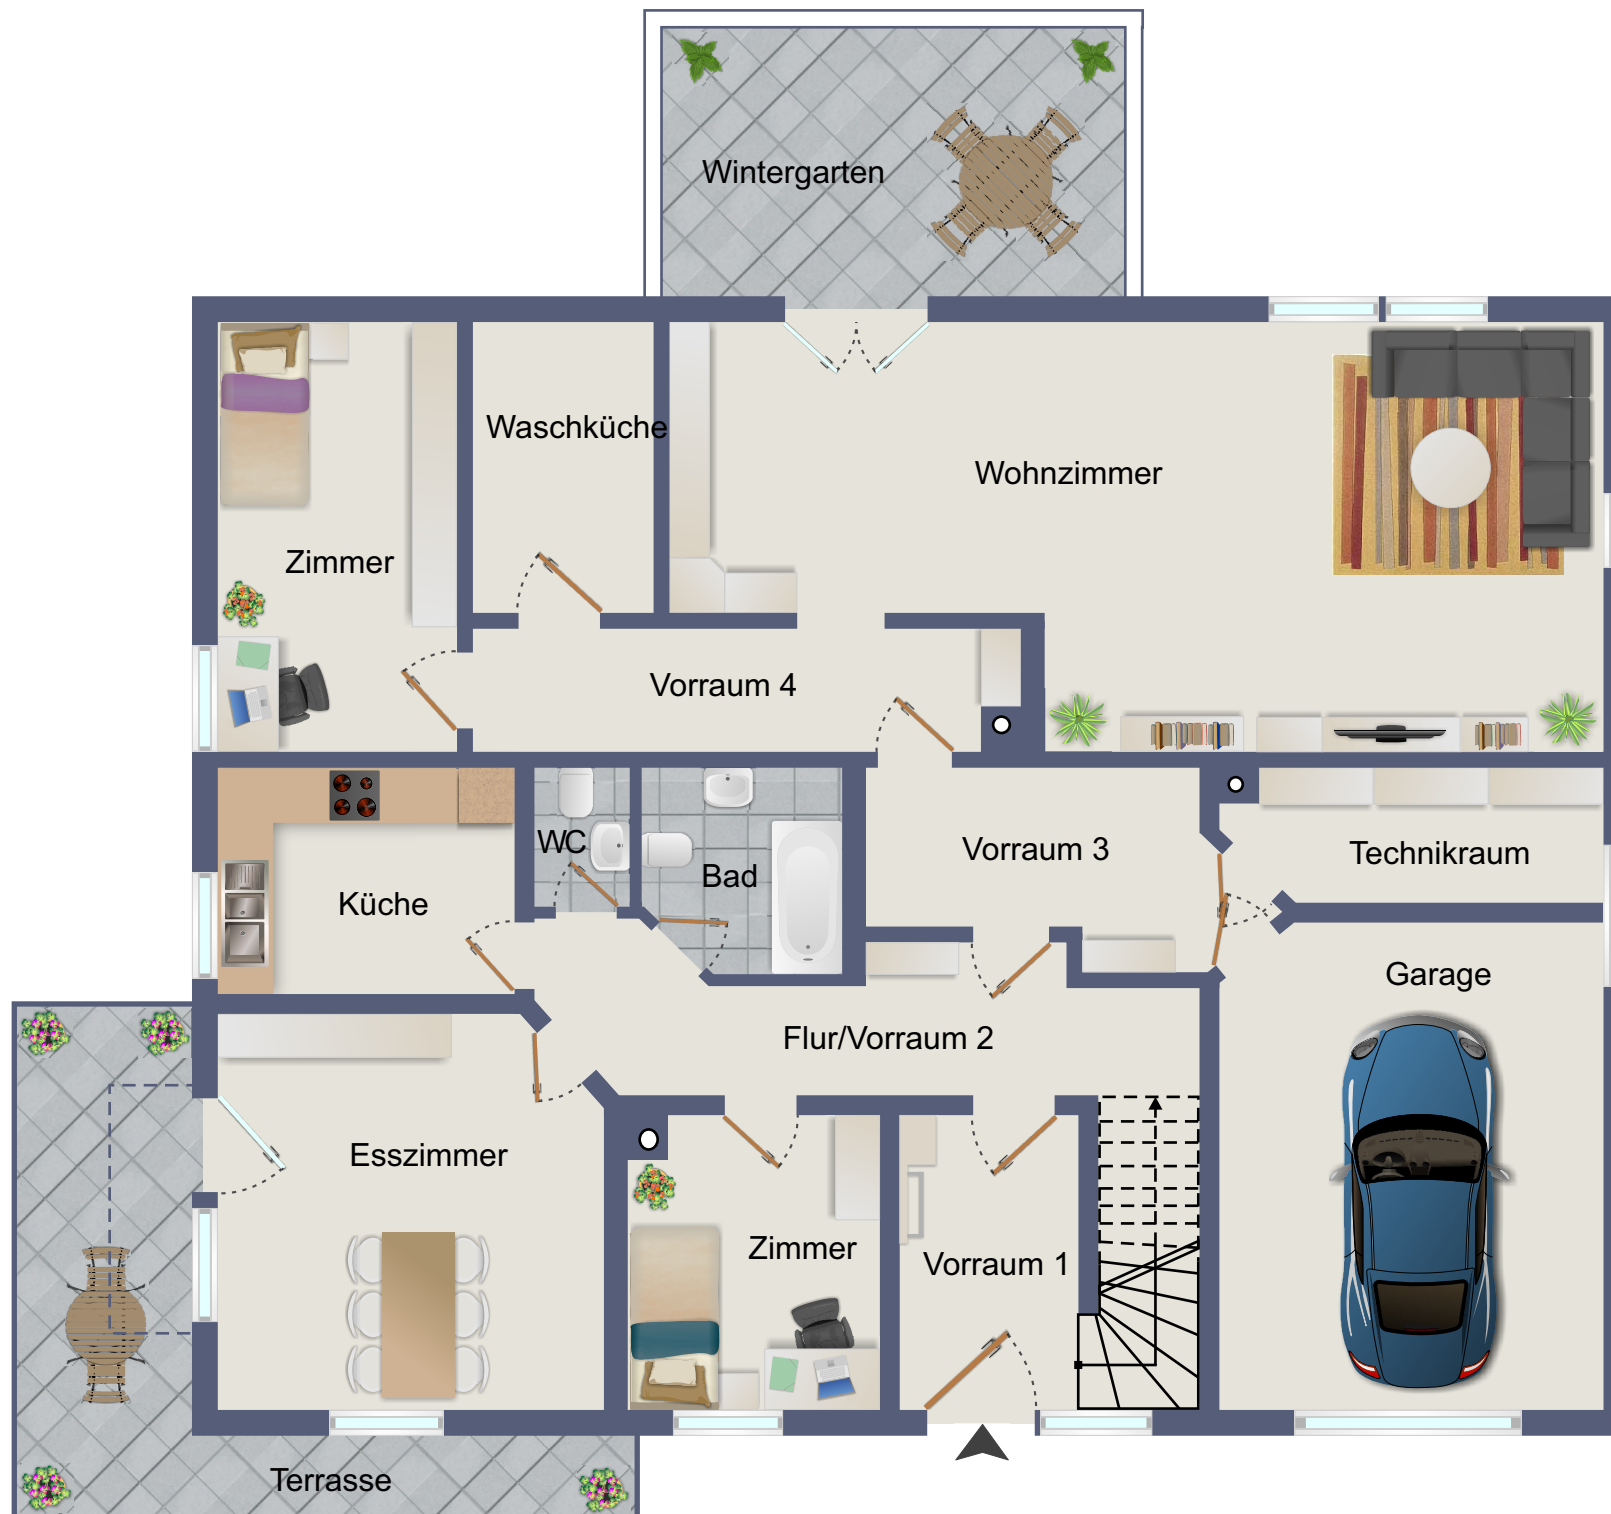 Wintergarten
Waschküche
Wohnzimmer
Zimmer
Vorraum 4
WC
Bad
Vorraum 3
Technikraum
Küche
Garage
Flur/Vorraum 2
Esszimmer
Zimmer
Vorraum 1
Terrasse